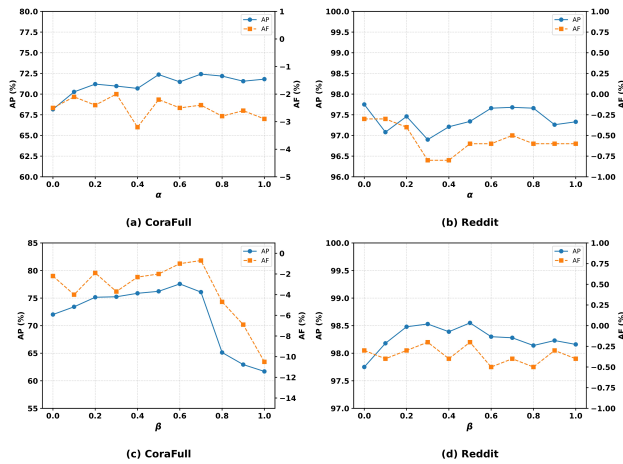 80.0
77.5
75.0
72.5
70.0
67.5
65.0
62.5
60.0
AP (%)
1
0
−1
−2
−3
−4
−5
AF (%)
AP
AF
0.0 0.2 0.4 0.6 0.8 1.0
α
(a) CoraFull
100.0
99.5
99.0
98.5
98.0
97.5
97.0
96.5
96.0
AP (%)
1.00
0.75
0.50
0.25
0.00
−0.25
−0.50
−0.75
−1.00
AF (%)
AP
AF
0.0 0.2 0.4 0.6 0.8 1.0
α
(b) Reddit
85
80
75
70
65
60
55
AP (%)
0
−2
−4
−6
−8
−10
−12
−14
AF (%)
AP
AF
0.0 0.2 0.4 0.6 0.8 1.0
β
(c) CoraFull
100.0
99.5
99.0
98.5
98.0
97.5
97.0
AP (%)
1.00
0.75
0.50
0.25
0.00
−0.25
−0.50
−0.75
−1.00
AF (%)
AP
AF
0.0 0.2 0.4 0.6 0.8 1.0
β
(d) Reddit